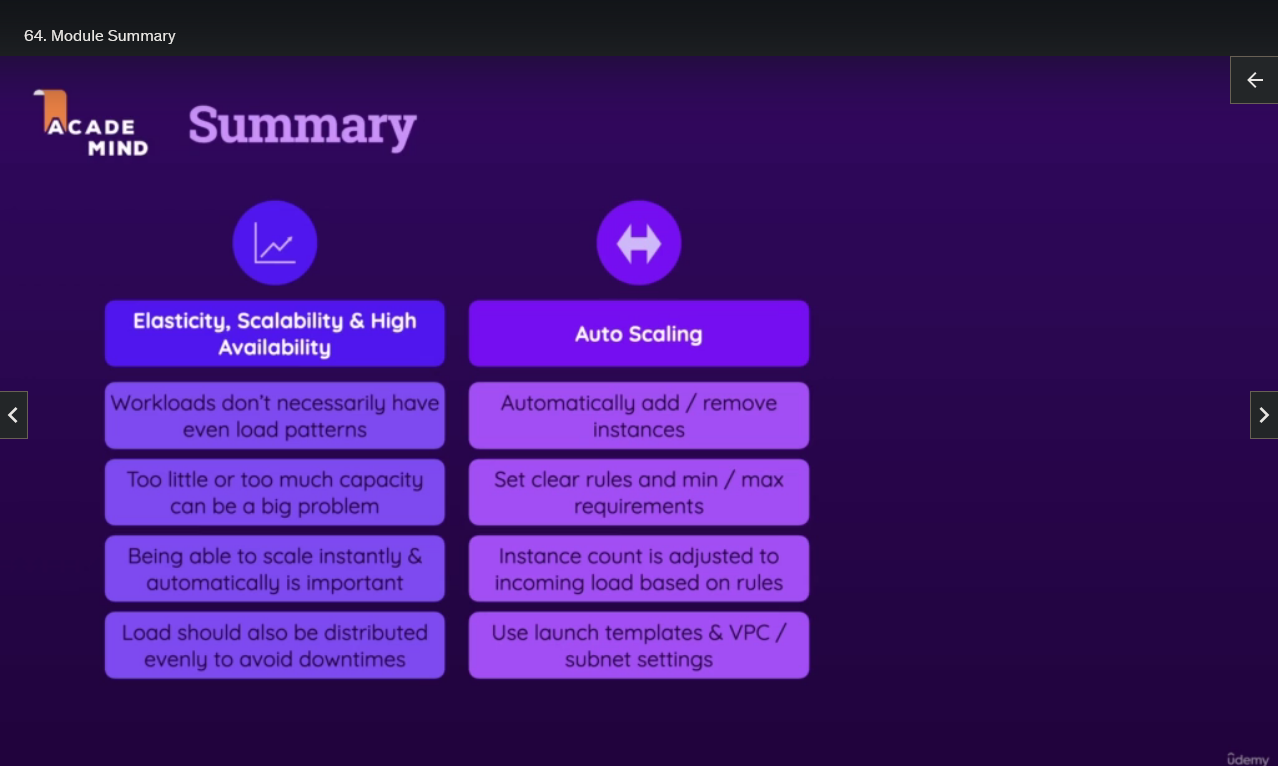 64. Module Summary
ACADE
MIND
Summary
Elasticity, Scalability & High
Availability
Workloads don't necessarily have
even load patterns
Too little or too much capacity
can be a big problem
Being able to scale instantly &
automatically is important
Load should also be distributed
evenly to avoid downtimes
Auto Scaling
Automatically add / remove
instances
Set clear rules and min / max
requirements
Instance count is adjusted to
incoming load based on rules
Use launch templates & VPC /
subnet settings
ûdemy